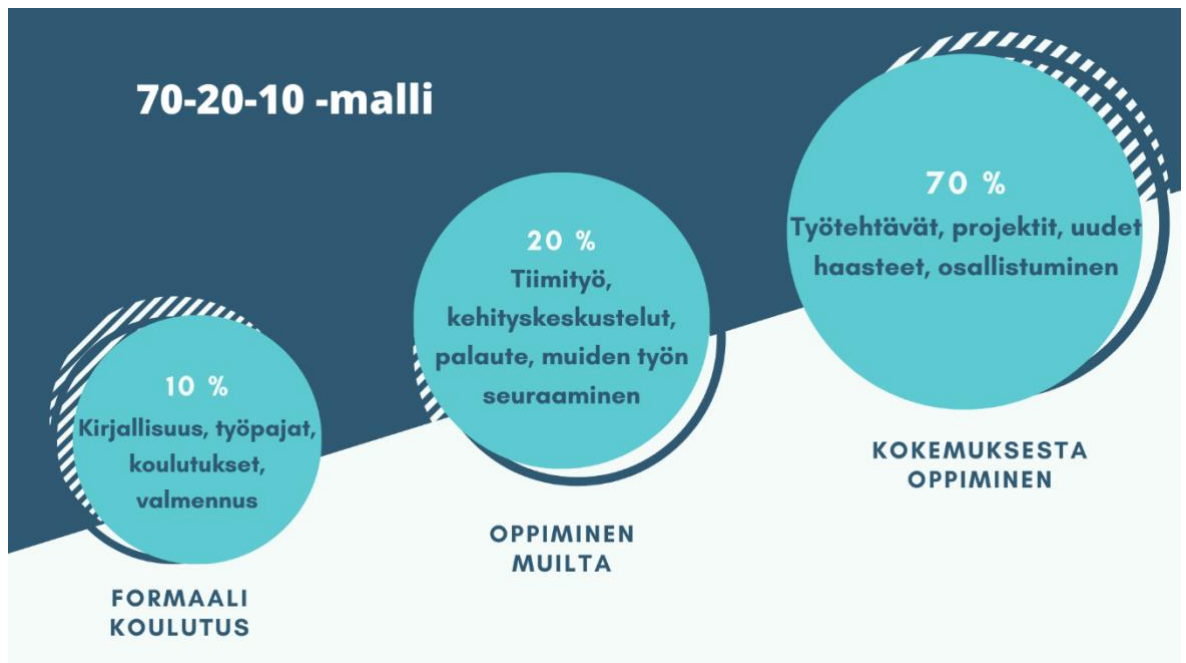 70-20-10 -malli
10 %
Kirjallisuus, työpajat,
koulutukset,
valmennus
FORMAALI
KOULUTUS
20 %
Tiimityö,
kehityskeskustelut,
palaute, muiden työn
seuraaminen
OPPIMINEN
MUILTA
70 %
Työtehtävät, projektit, uudet
haasteet, osallistuminen
KOKEMUKSESTA
OPPIMINEN